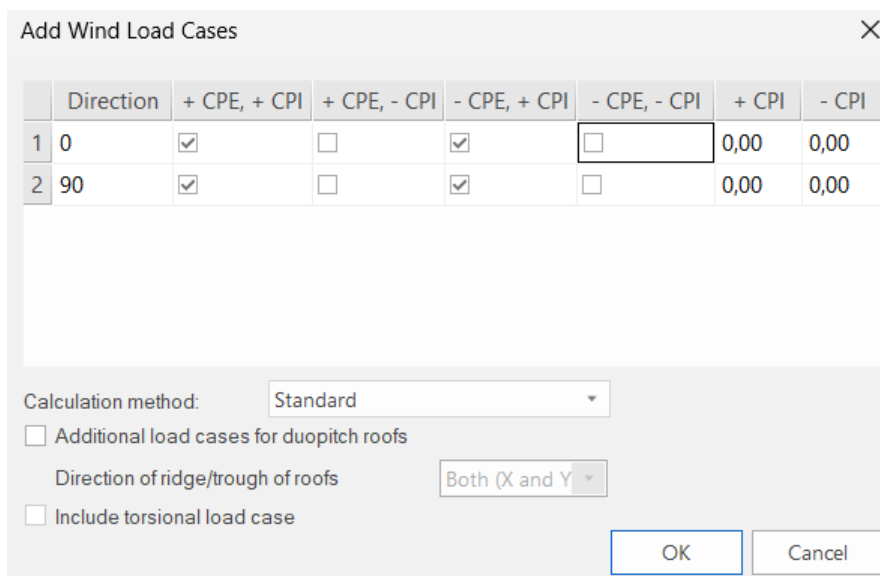 Add Wind Load Cases
Direction + CPE, + CPI + CPE, - CPI - CPE, + CPI - CPE, - CPI + CPI - CPI
1 0 0,00 0,00
2 90 0,00 0,00
Calculation method: Standard
Additional load cases for duopitch roofs
Direction of ridge/trough of roofs Both (X and Y
Include torsional load case
OK Cancel